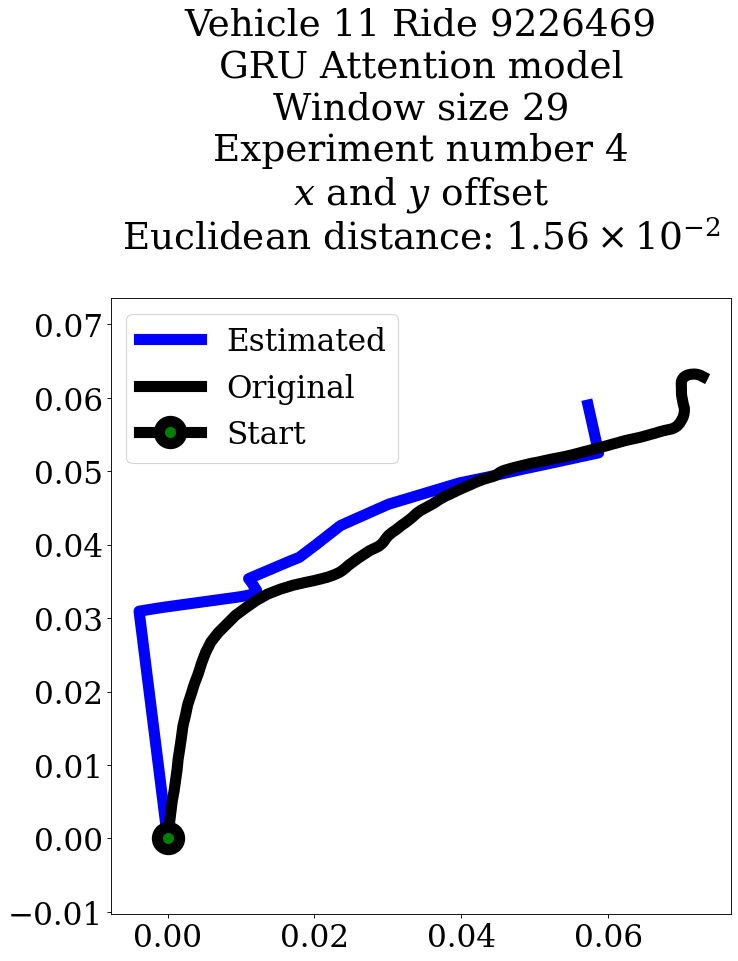 Vehicle 11 Ride 9226469
GRU Attention model
Window size 29
Experiment number 4
x and y offset
Euclidean distance: 1.56 × 10⁻²
Estimated
Original
Start
0.07
0.06
0.05
0.04
0.03
0.02
0.01
0.00
−0.01
0.00 0.02 0.04 0.06